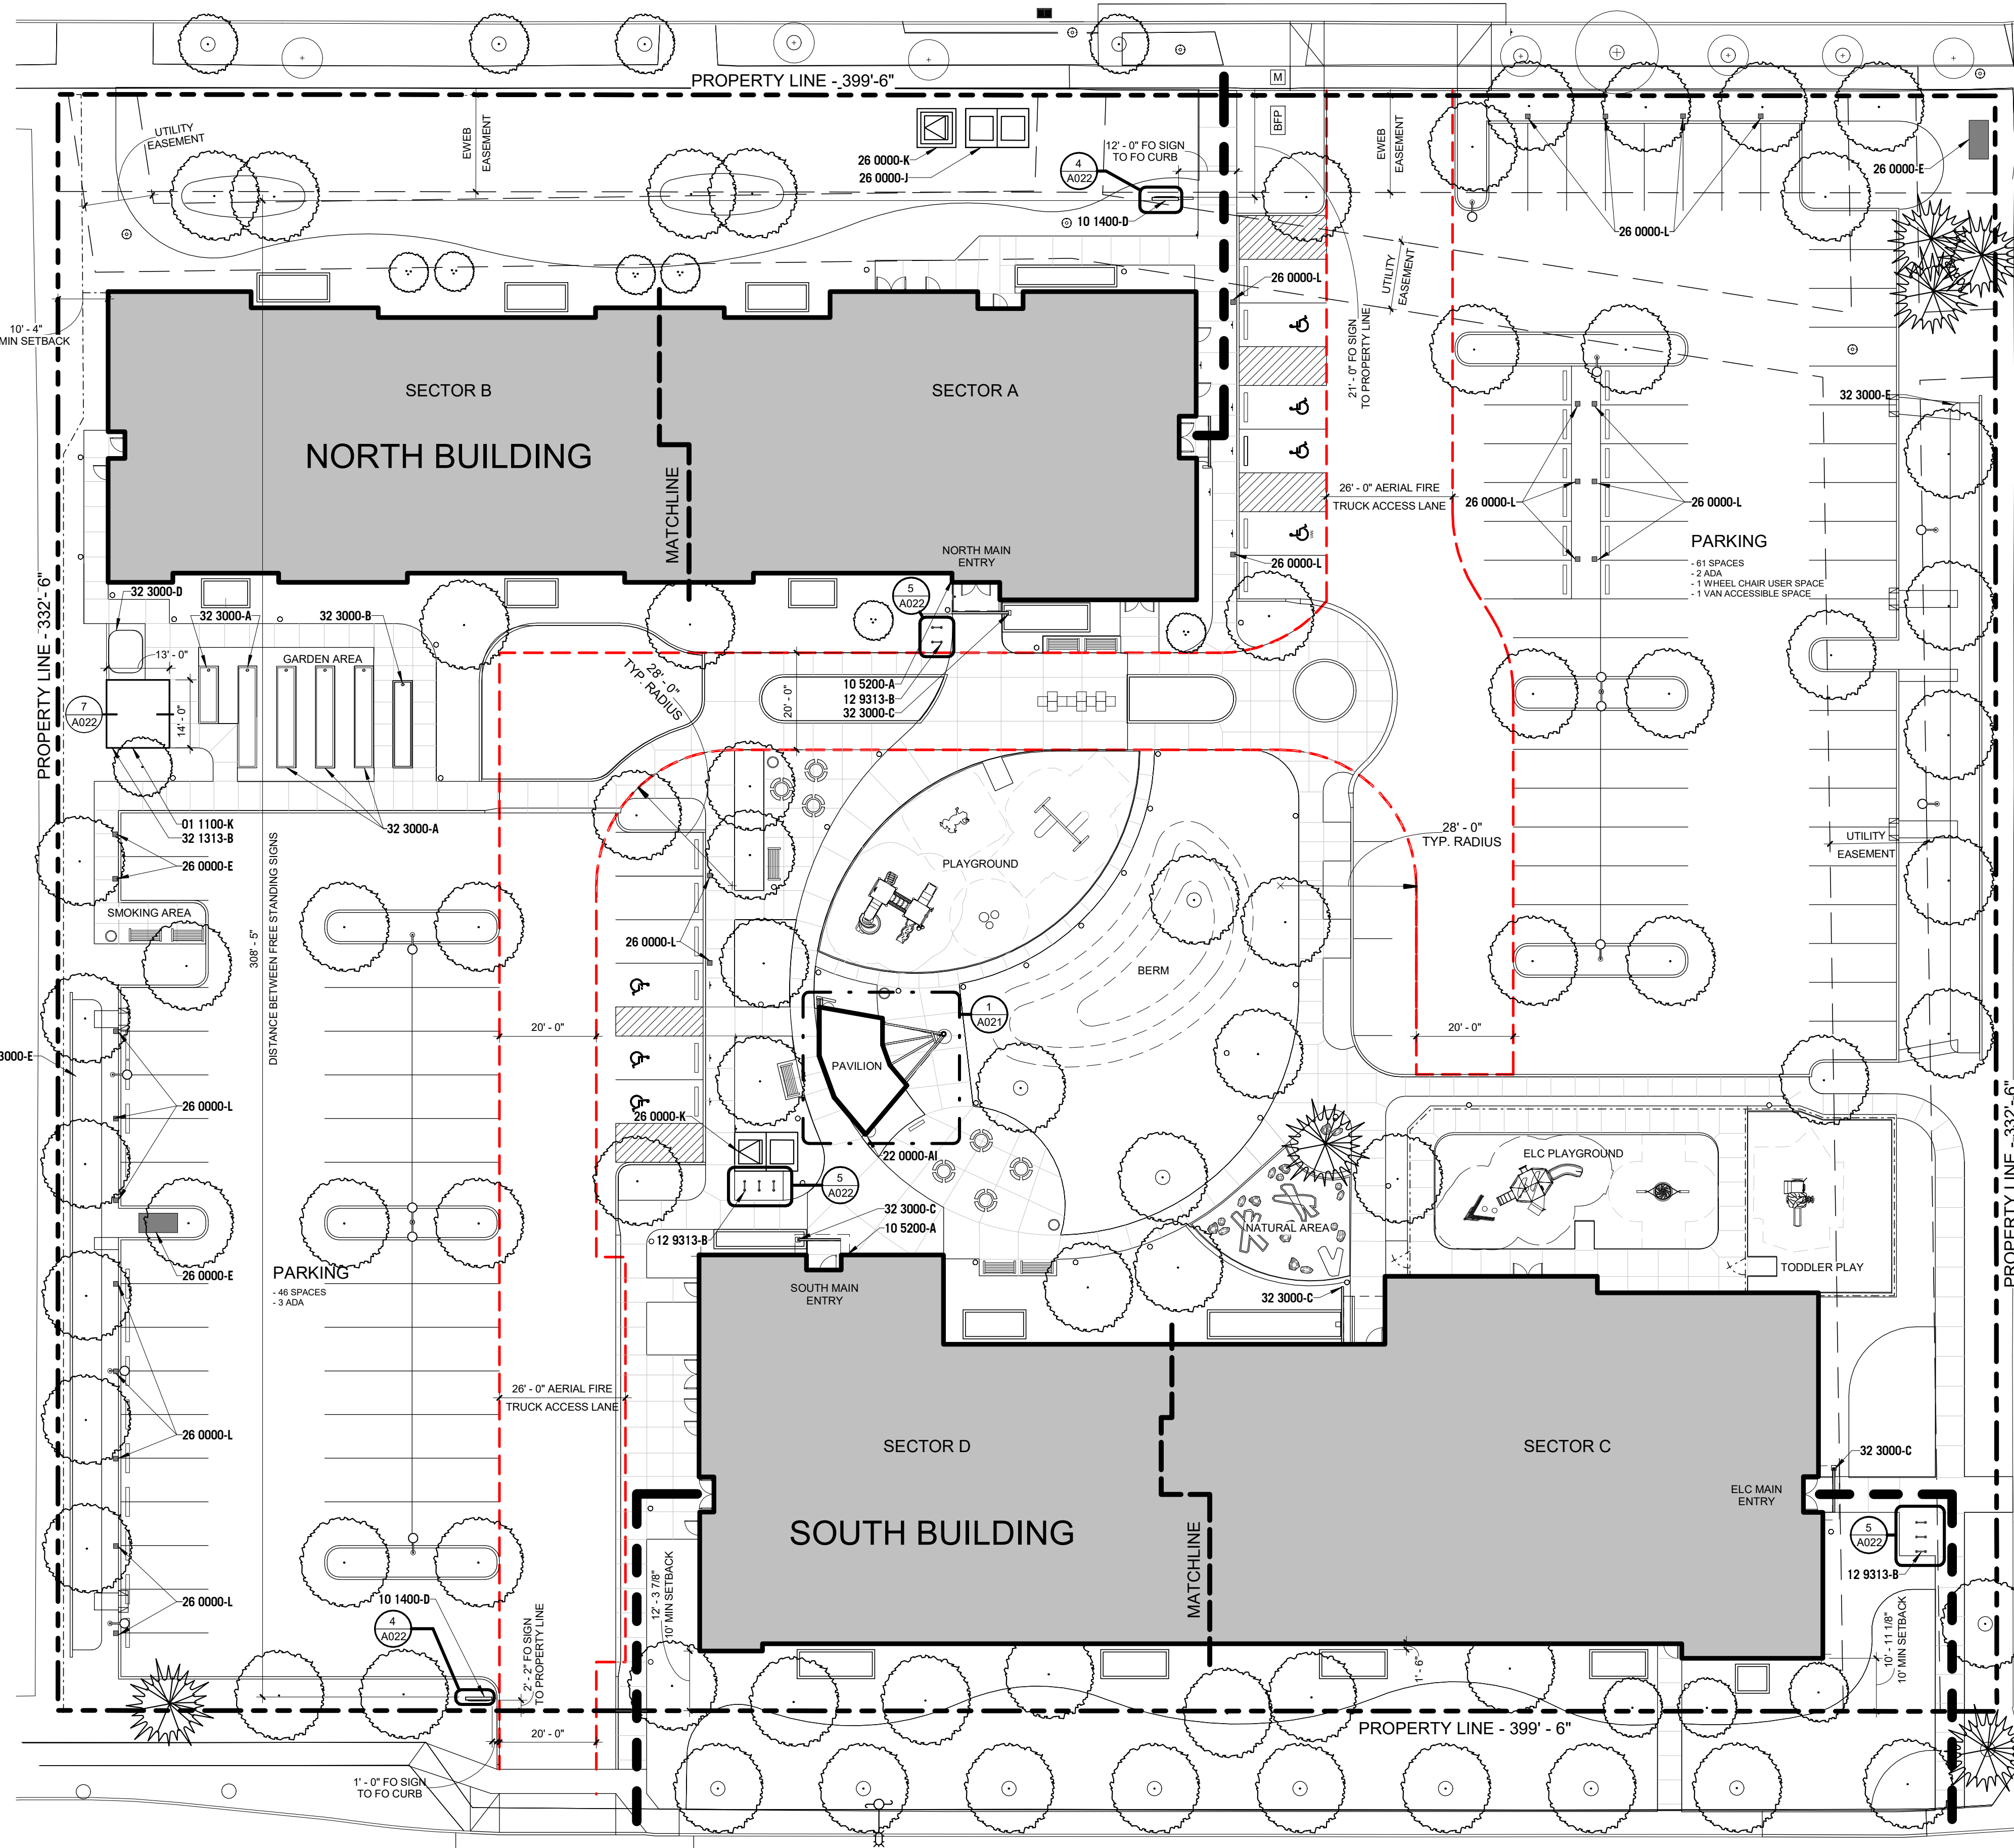 PROPERTY LINE - 399'-6"
UTILITY
EASEMENT
EWEB
EASEMENT
26 0000-K
26 0000-J
4
A022
12' - 0" FO SIGN
TO FO CURB
10 1400-D
M
BFP
EWEB
EASEMENT
26 0000-E
26 0000-L
26 0000-L
UTILITY
EASEMENT
21' - 0" FO SIGN
TO PROPERTY LINE
10' - 4"
MIN SETBACK
SECTOR B
SECTOR A
NORTH BUILDING
MATCHLINE
32 3000-E
26' - 0" AERIAL FIRE
TRUCK ACCESS LANE
26 0000-L
26 0000-L
PARKING
- 61 SPACES
- 2 ADA
- 1 WHEEL CHAIR USER SPACE
- 1 VAN ACCESSIBLE SPACE
NORTH MAIN
ENTRY
26 0000-L
PROPERTY LINE - 332'- 6"
32 3000-D
32 3000-A
32 3000-B
5
A022
13' - 0"
GARDEN AREA
28' - 0"
TYP. RADIUS
10 5200-A
12 9313-B
32 3000-C
20' - 0"
7
A022
14' - 0"
01 1100-K
32 1313-B
32 3000-A
26 0000-E
28' - 0"
TYP. RADIUS
UTILITY
EASEMENT
PLAYGROUND
SMOKING AREA
308' - 5"
DISTANCE BETWEEN FREE STANDING SIGNS
26 0000-L
BERM
1
A021
20' - 0"
20' - 0"
3000-E
PAVILION
26 0000-L
26 0000-K
22 0000-AI
ELC PLAYGROUND
PROPERTY LINE - 332'- 6"
5
A022
32 3000-C
10 5200-A
12 9313-B
NATURAL AREA
26 0000-E
PARKING
- 46 SPACES
- 3 ADA
TODDLER PLAY
SOUTH MAIN
ENTRY
32 3000-C
26' - 0" AERIAL FIRE
TRUCK ACCESS LANE
26 0000-L
SECTOR D
SECTOR C
32 3000-C
ELC MAIN
ENTRY
SOUTH BUILDING
MATCHLINE
5
A022
12 9313-B
12' - 3 7/8"
10' MIN SETBACK
26 0000-L
10 1400-D
4
A022
2' - 2" FO SIGN
TO PROPERTY LINE
1' - 6"
10' - 11 1/8"
10' MIN SETBACK
20' - 0"
PROPERTY LINE - 399' - 6"
1' - 0" FO SIGN
TO FO CURB